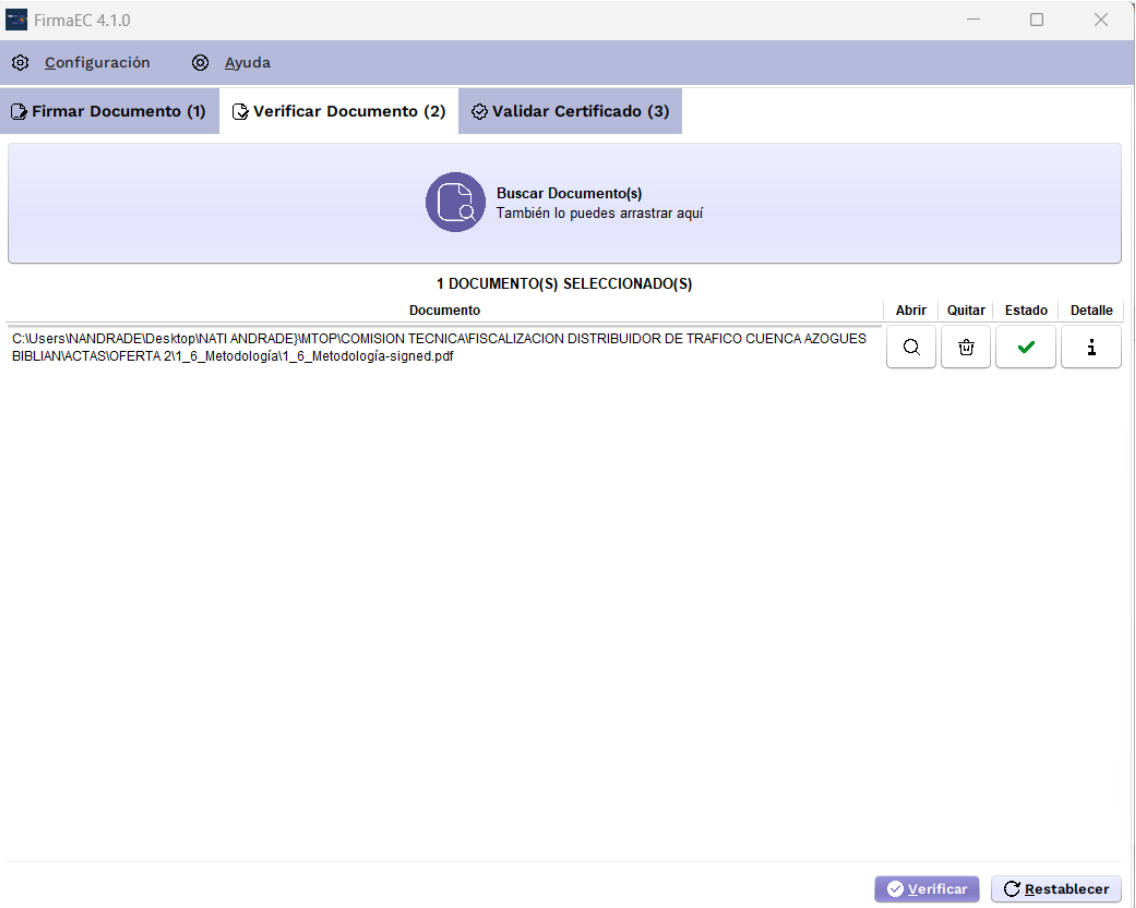 FirmaEC 4.1.0
Configuración Ayuda
Firmar Documento (1) Verificar Documento (2) Validar Certificado (3)
Buscar Documento(s)
También lo puedes arrastrar aquí
1 DOCUMENTO(S) SELECCIONADO(S)
Documento Abrir Quitar Estado Detalle
C:\Users\NANDRADE\Desktop\NATI ANDRADE}\MTOP\COMISION TECNICA\FISCALIZACION DISTRIBUIDOR DE TRAFICO CUENCA AZOGUES
BIBLIAN\ACTAS\OFERTA 2\1_6_Metodología\1_6_Metodología-signed.pdf
Verificar Restablecer